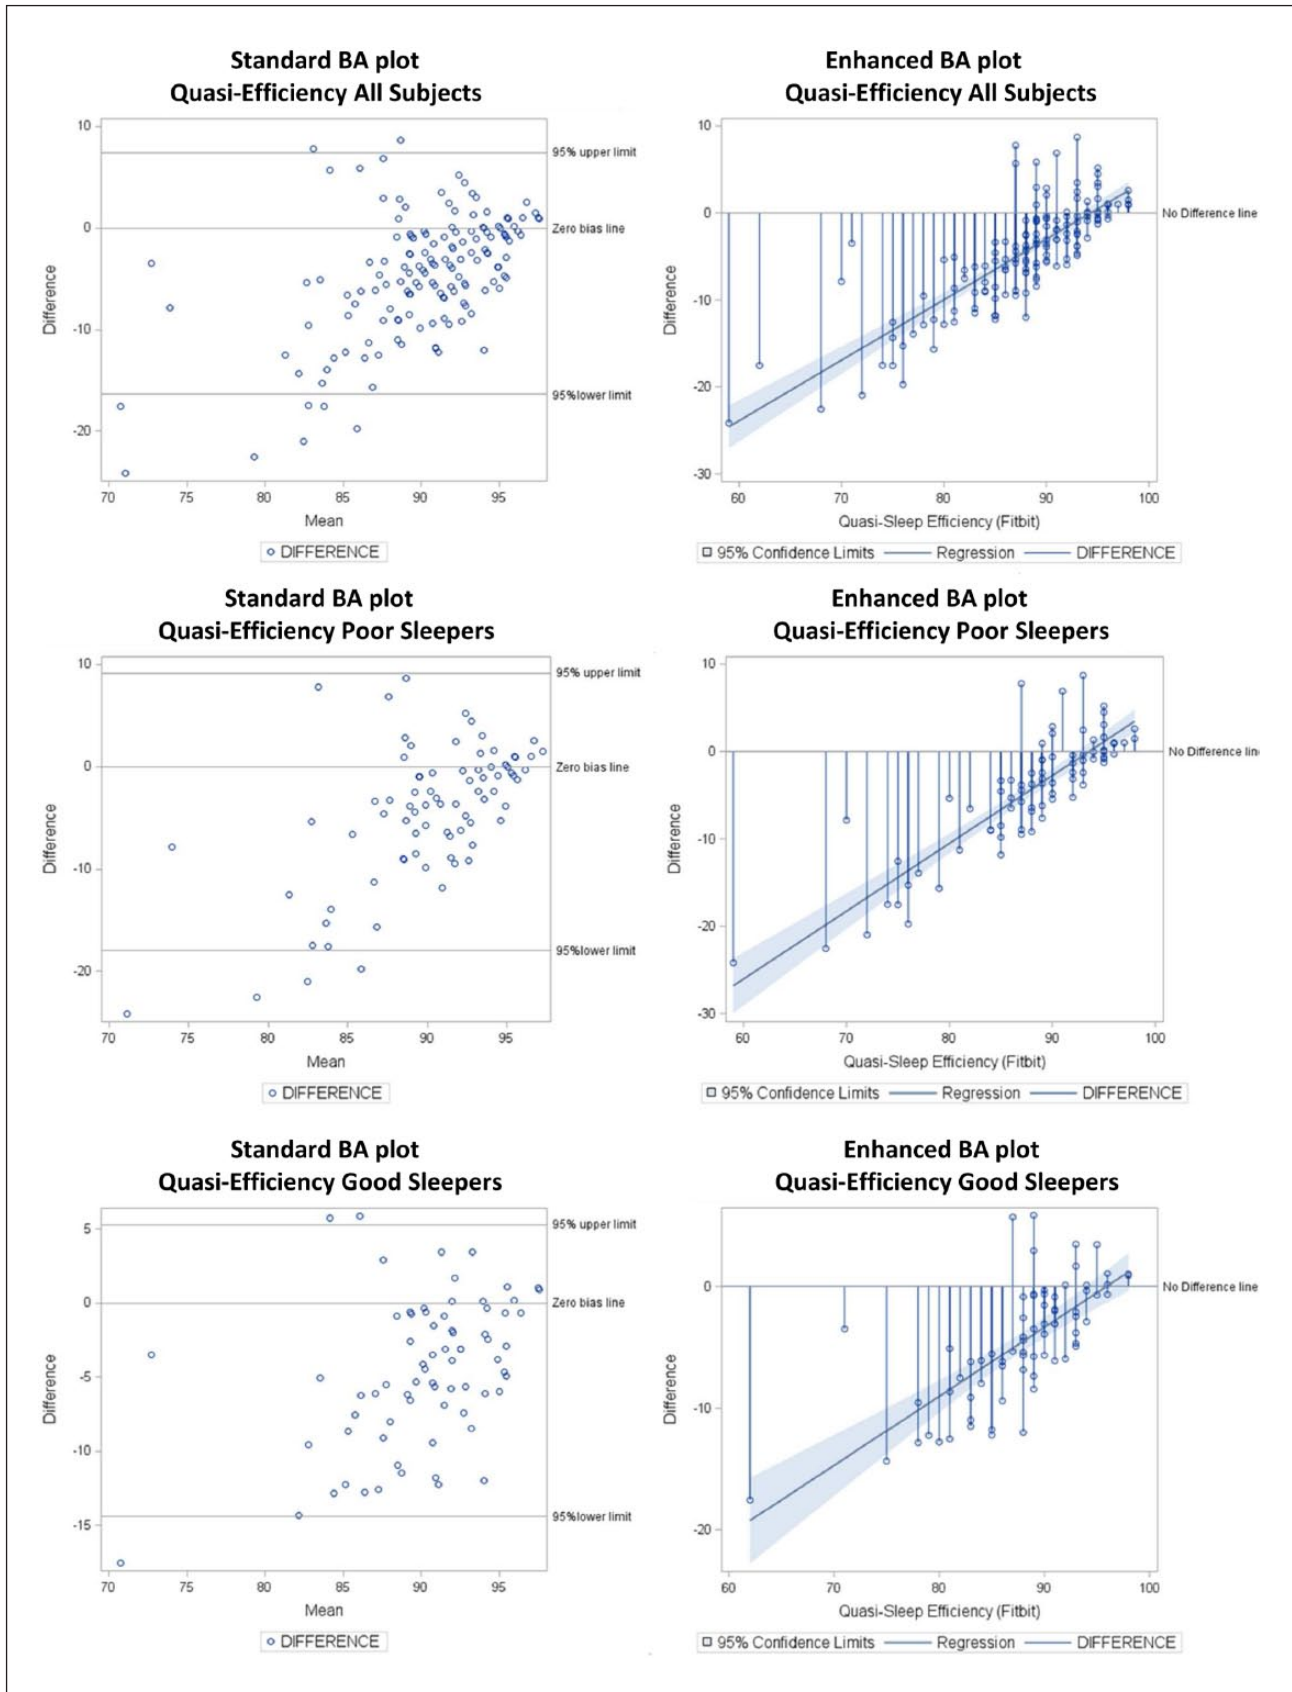 Standard BA plot
Quasi-Efficiency All Subjects
10
0
-10
-20
Difference
95% upper limit
Zero bias line
95%lower limit
70 75 80 85 90 95
Mean
DIFFERENCE
Enhanced BA plot
Quasi-Efficiency All Subjects
10
0
-10
-20
-30
Difference
No Difference line
60 70 80 90 100
Quasi-Sleep Efficiency (Fitbit)
95% Confidence Limits Regression DIFFERENCE
Standard BA plot
Quasi-Efficiency Poor Sleepers
10
0
-10
-20
Difference
95% upper limit
Zero bias line
95%lower limit
70 75 80 85 90 95
Mean
DIFFERENCE
Enhanced BA plot
Quasi-Efficiency Poor Sleepers
10
0
-10
-20
-30
Difference
No Difference lin
60 70 80 90 100
Quasi-Sleep Efficiency (Fitbit)
95% Confidence Limits Regression DIFFERENCE
Standard BA plot
Quasi-Efficiency Good Sleepers
5
0
-5
-10
-15
Difference
95% upper limit
Zero bias line
95%lower limit
70 75 80 85 90 95
Mean
DIFFERENCE
Enhanced BA plot
Quasi-Efficiency Good Sleepers
0
-10
-20
Difference
No Difference line
60 70 80 90 100
Quasi-Sleep Efficiency (Fitbit)
95% Confidence Limits Regression DIFFERENCE